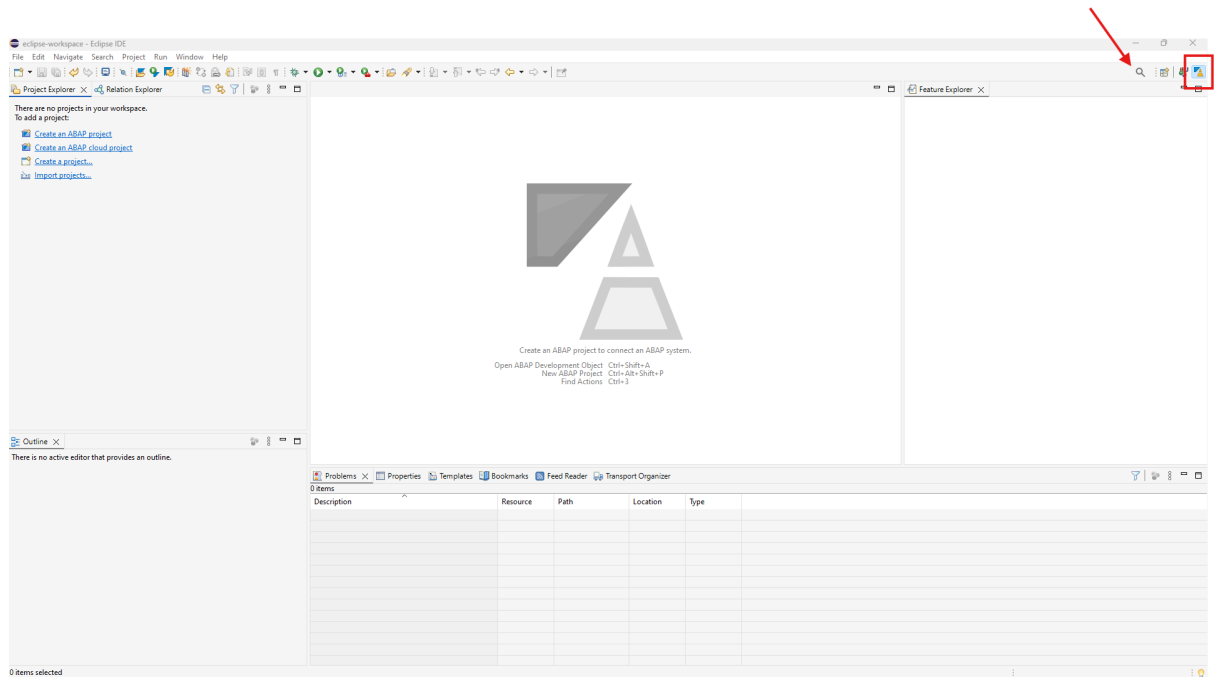 eclipse-workspace - Eclipse IDE
File Edit Navigate Search Project Run Window Help
Project Explorer Relation Explorer
Feature Explorer
There are no projects in your workspace.
To add a project:
Create an ABAP project
Create an ABAP cloud project
Create a project...
Import projects...
Create an ABAP project to connect an ABAP system.
Open ABAP Development Object Ctrl+Shift+A
New ABAP Project Ctrl+Alt+Shift+P
Find Actions Ctrl+3
Outline
There is no active editor that provides an outline.
Problems Properties Templates Bookmarks Feed Reader Transport Organizer
0 items
Description Resource Path Location Type
0 items selected